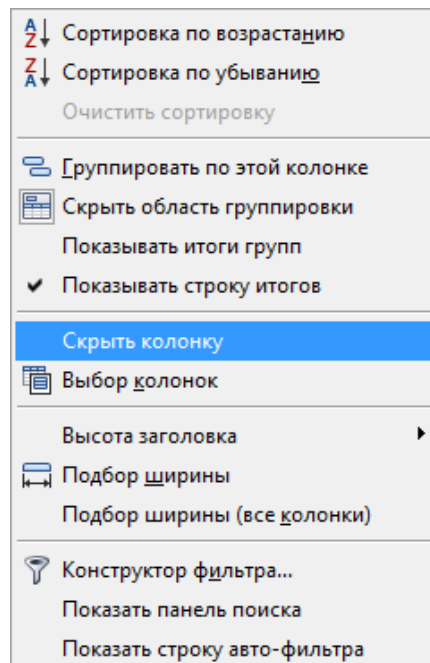 Сортировка по возрастанию
Сортировка по убыванию
Очистить сортировку
Группировать по этой колонке
Скрыть область группировки
Показывать итоги групп
Показывать строку итогов
Скрыть колонку
Выбор колонок
Высота заголовка
Подбор ширины
Подбор ширины (все колонки)
Конструктор фильтра...
Показать панель поиска
Показать строку авто-фильтра